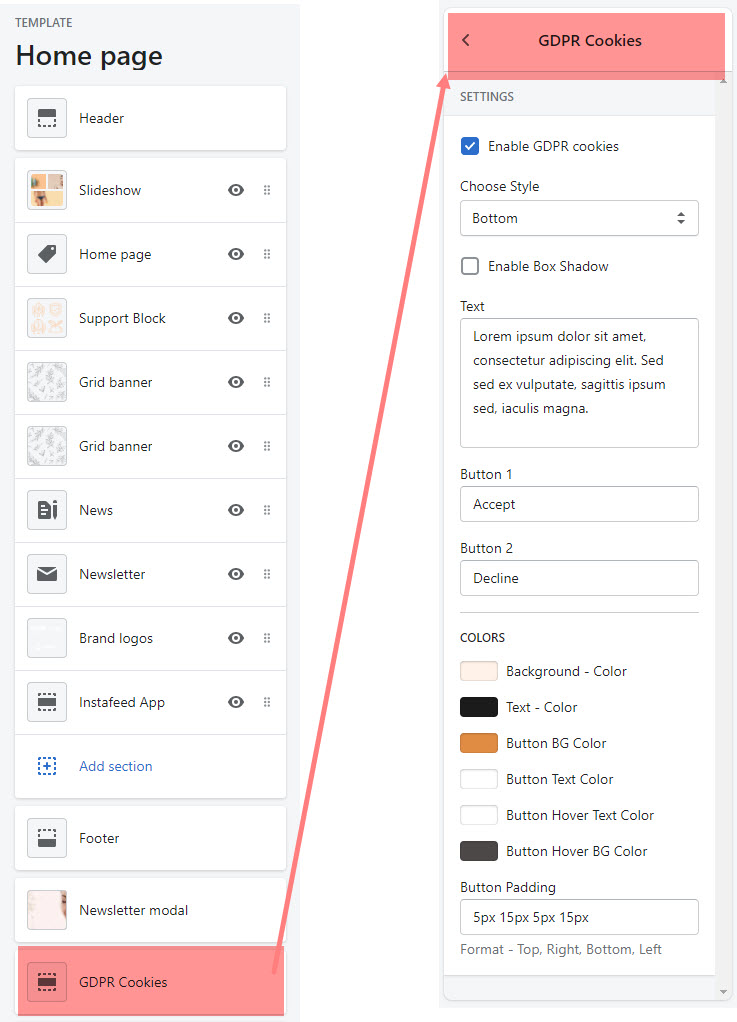 TEMPLATE
Home page
Header
Slideshow
Home page
Support Block
Grid banner
Grid banner
News
Newsletter
Brand logos
Instafeed App
Add section
Footer
Newsletter modal
GDPR Cookies
GDPR Cookies
SETTINGS
Enable GDPR cookies
Choose Style
Bottom
Enable Box Shadow
Text
Lorem ipsum dolor sit amet,
consectetur adipiscing elit. Sed
sed ex vulputate, sagittis ipsum
sed, iaculis magna.
Button 1
Accept
Button 2
Decline
COLORS
Background - Color
Text - Color
Button BG Color
Button Text Color
Button Hover Text Color
Button Hover BG Color
Button Padding
5px 15px 5px 15px
Format - Top, Right, Bottom, Left